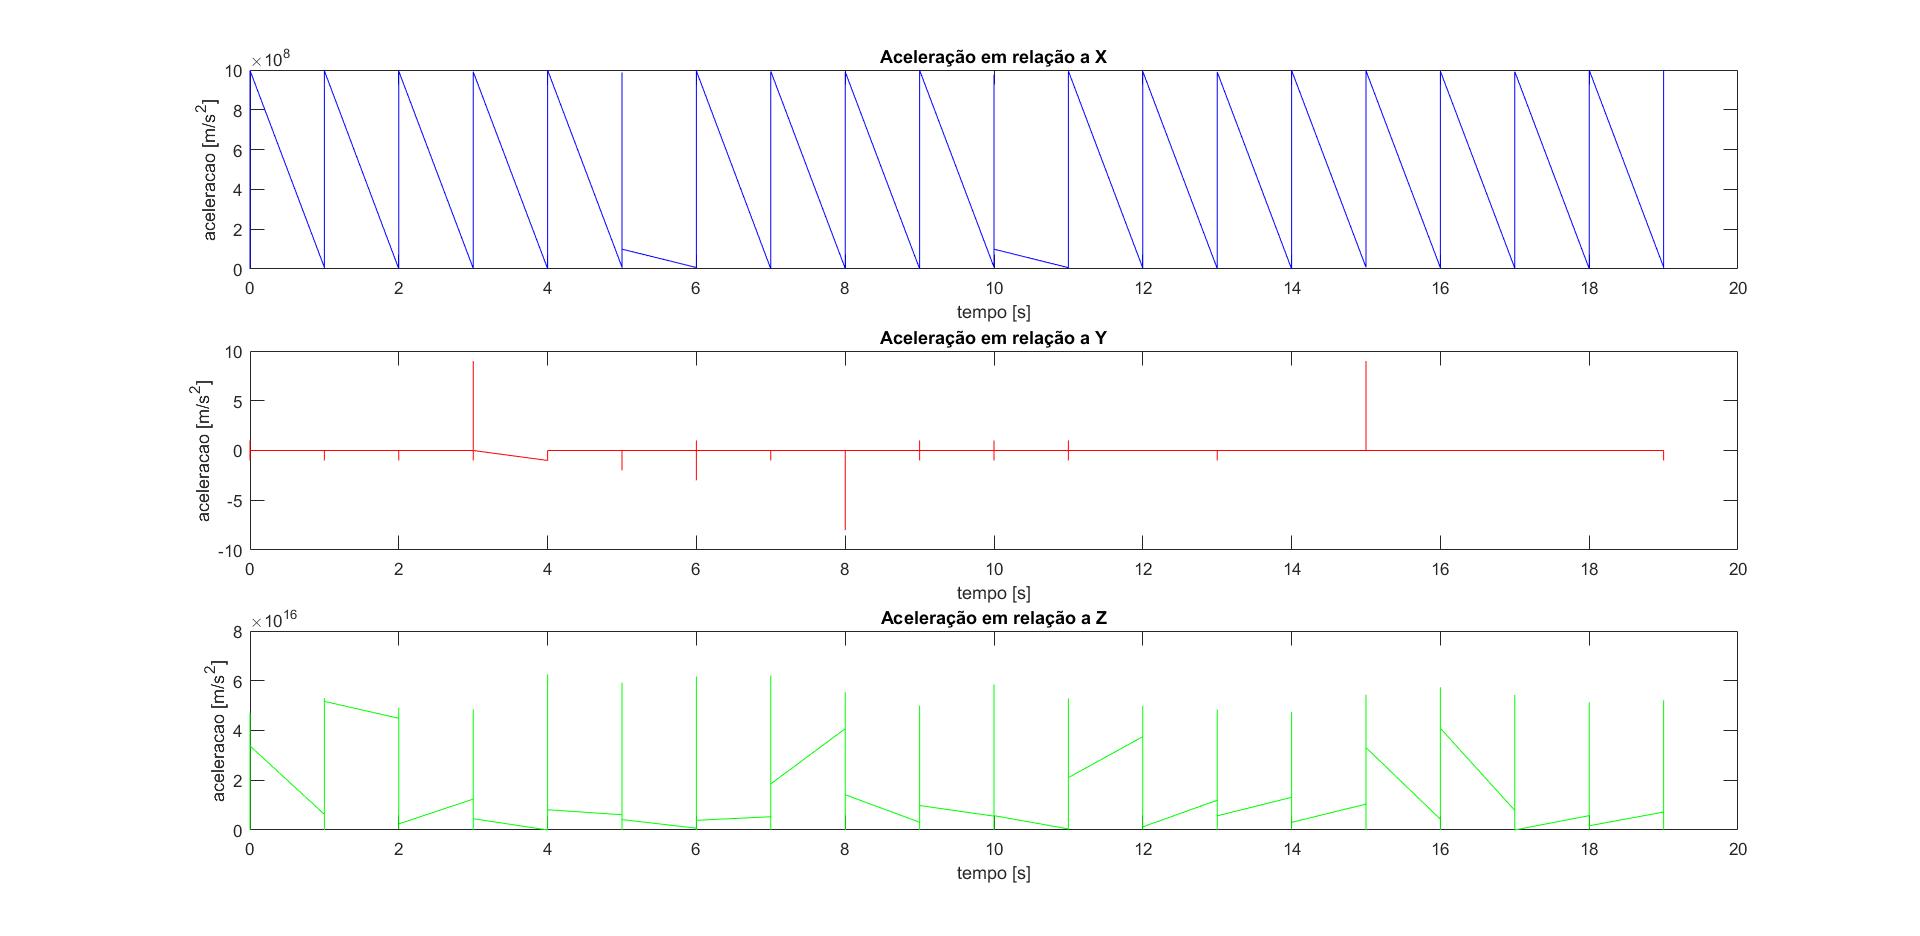 Aceleração em relação a X
×10^8
aceleracao [m/s^2]
10
8
6
4
2
0
0 2 4 6 8 10 12 14 16 18 20
tempo [s]
Aceleração em relação a Y
aceleracao [m/s^2]
10
5
0
-5
-10
0 2 4 6 8 10 12 14 16 18 20
tempo [s]
Aceleração em relação a Z
×10^16
aceleracao [m/s^2]
8
6
4
2
0
0 2 4 6 8 10 12 14 16 18 20
tempo [s]